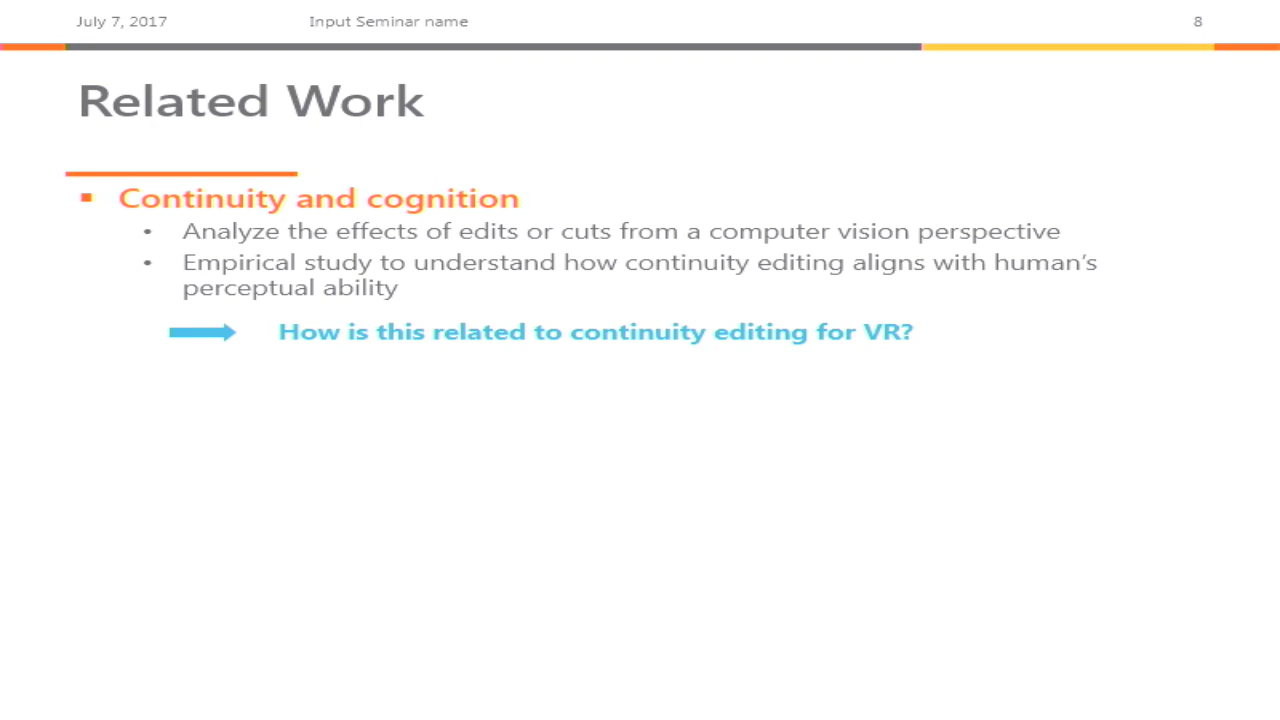 July 7, 2017 Input Seminar name 8
Related Work
Continuity and cognition
• Analyze the effects of edits or cuts from a computer vision perspective
• Empirical study to understand how continuity editing aligns with human's
perceptual ability
How is this related to continuity editing for VR?